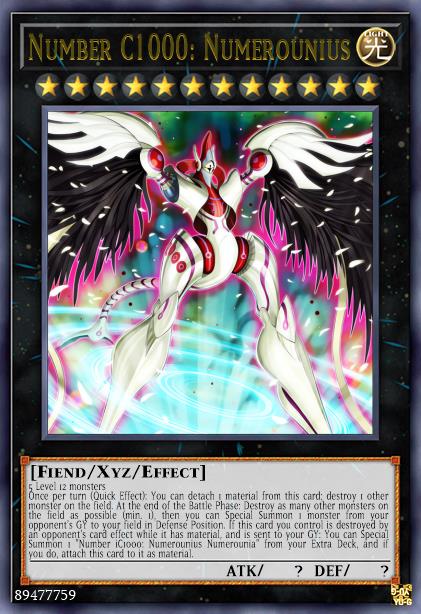 Number C1000: Numerounius
LIGHT
光
[Fiend/Xyz/Effect]
5 Level 12 monsters
Once per turn (Quick Effect): You can detach 1 material from this card; destroy 1 other
monster on the field. At the end of the Battle Phase: Destroy as many other monsters on
the field as possible (min. 1), then you can Special Summon 1 monster from your
opponent's GY to your field in Defense Position. If this card you control is destroyed by
an opponent's card effect while it has material, and is sent to your GY: You can Special
Summon 1 "Number iC1000: Numerounius Numerounia" from your Extra Deck, and if
you do, attach this card to it as material.
ATK/ ? DEF/ ?
89477759